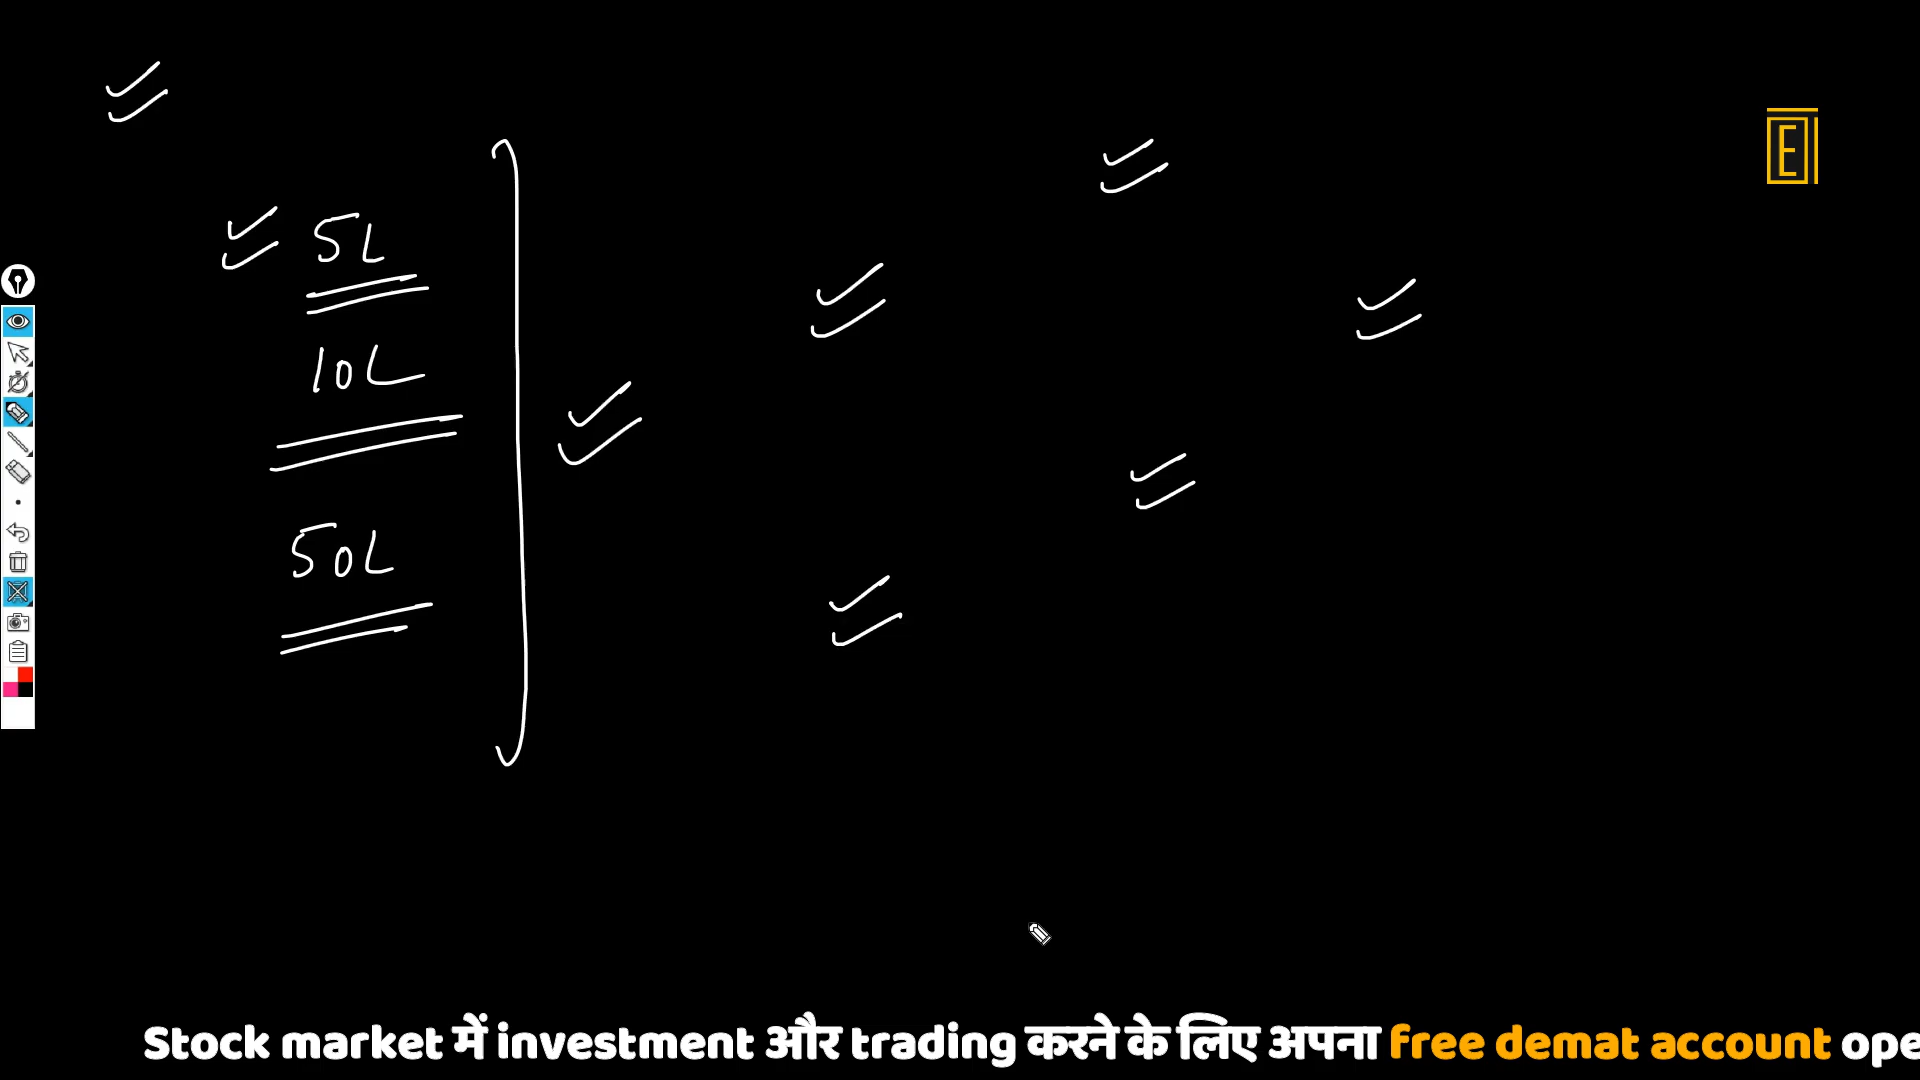 E
5L
10L
50L
Stock market में investment और trading करने के लिए अपना free demat account ope